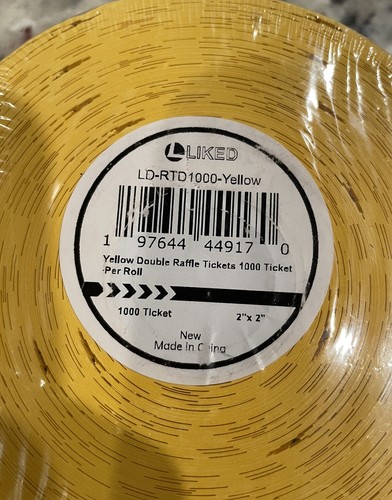 LIKED
LD-RTD1000-Yellow
1 97644 44917 0
Yellow Double Raffle Tickets 1000 Ticket
Per Roll
1000 Ticket 2"x 2"
New
Made in China